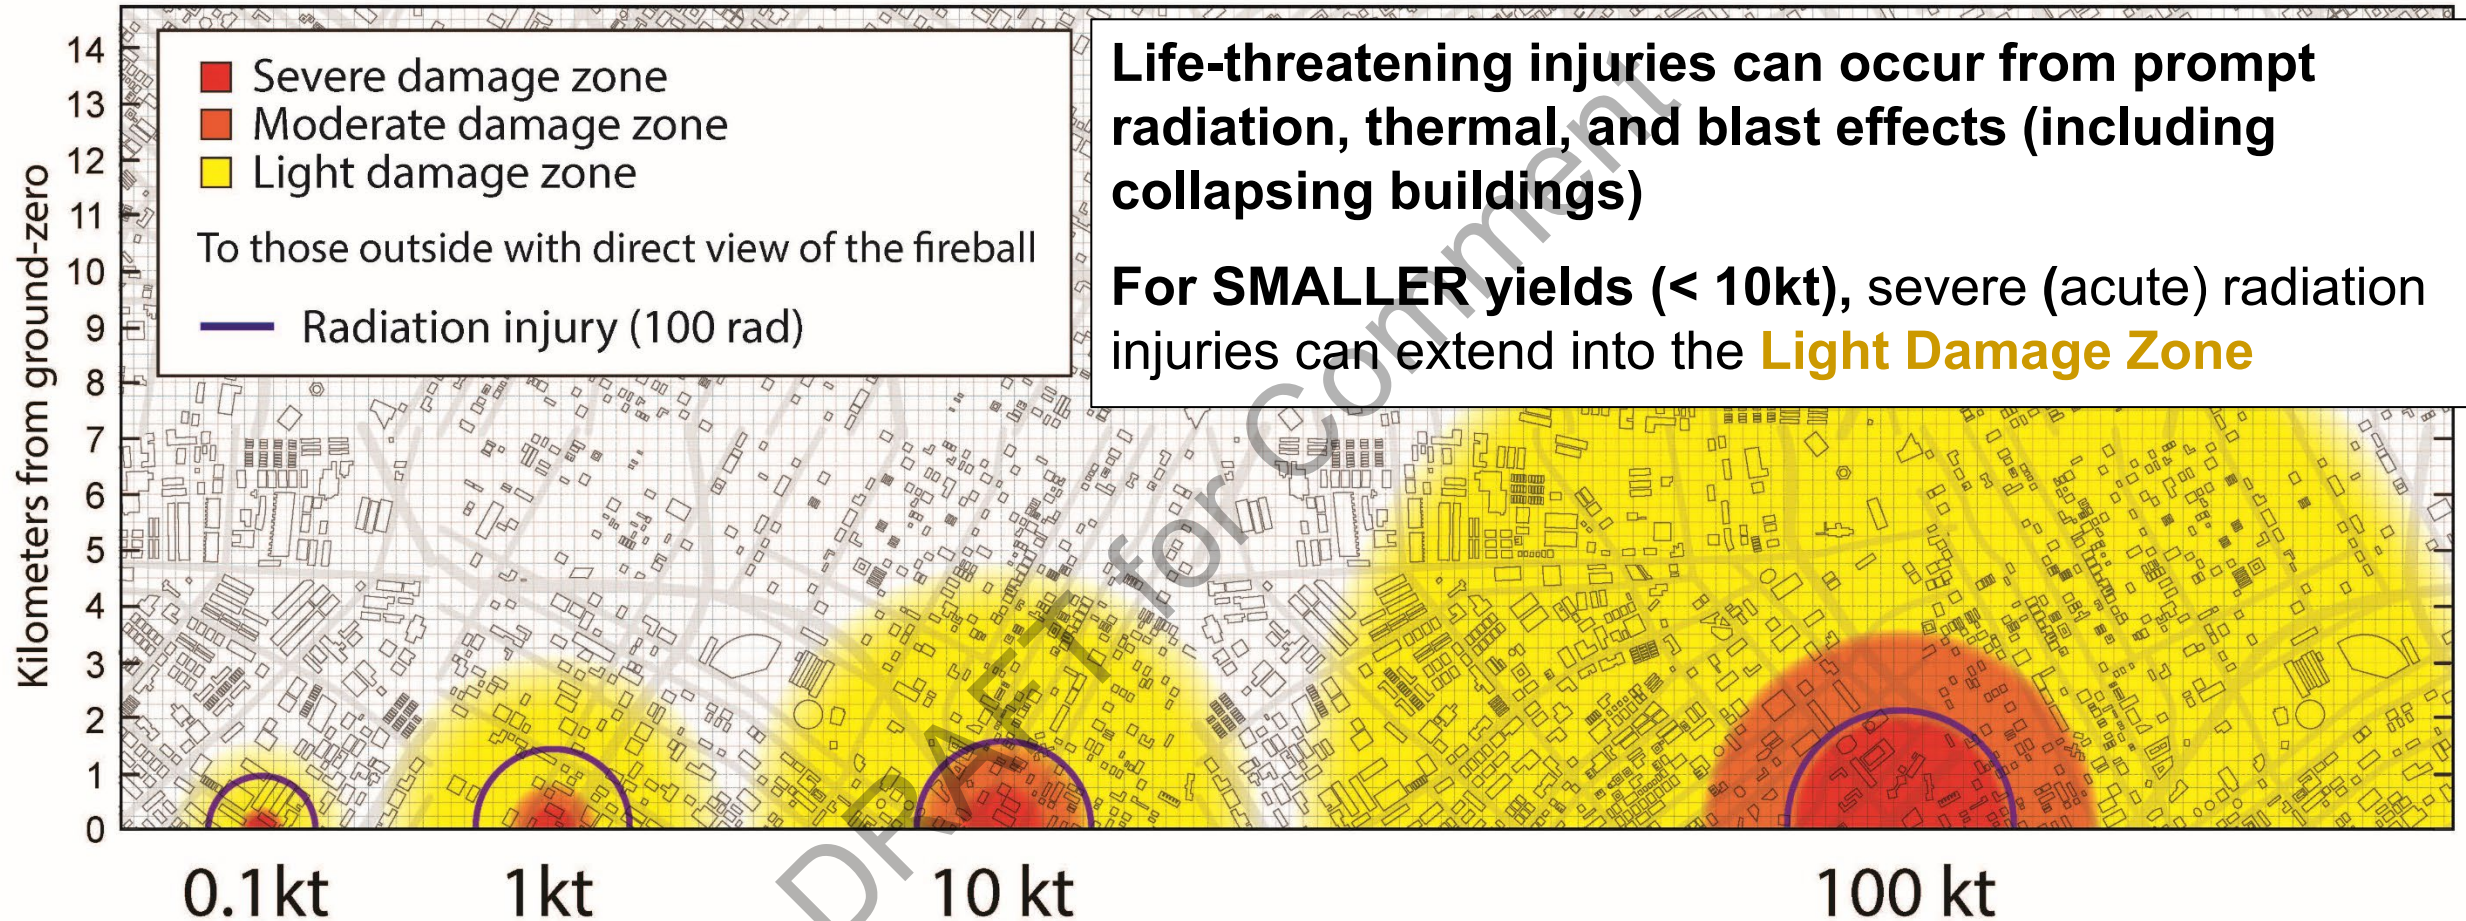 Severe damage zone
Moderate damage zone
Light damage zone
To those outside with direct view of the fireball
Radiation injury (100 rad)
Life-threatening injuries can occur from prompt
radiation, thermal, and blast effects (including
collapsing buildings)
For SMALLER yields (< 10kt), severe (acute) radiation
injuries can extend into the Light Damage Zone
Kilometers from ground-zero
14
13
12
11
10
9
8
7
6
5
4
3
2
1
0
0.1kt
1kt
10 kt
100 kt
DRAFT for Comment